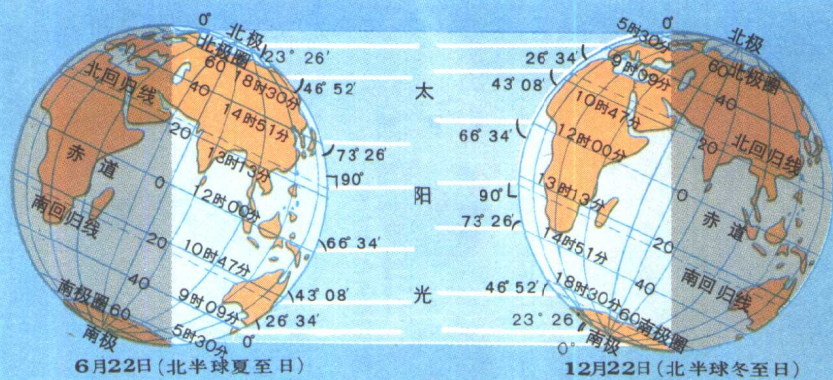 0°
北极
北极圈
23°26′
60
18时30分
46°52′
北回归线
40
14时51分
20
13时13分
73°26′
赤道
0
90°
12时00分
南回归线
66°34′
20
10时47分
40
43°08′
9时09分
南极圈
60
26°34′
5时30分
0°
南极
6月22日(北半球夏至日)
太
阳
光
0°
5时30分
北极
26°34′
9时09分
60
北极圈
43°08′
40
10时47分
66°34′
12时00分
20
北回归线
90°
13时13分
0
赤道
73°26′
14时51分
20
南回归线
46°52′
40
18时30分
60
南极圈
23°26
南极
0°
12月22日(北半球冬至日)